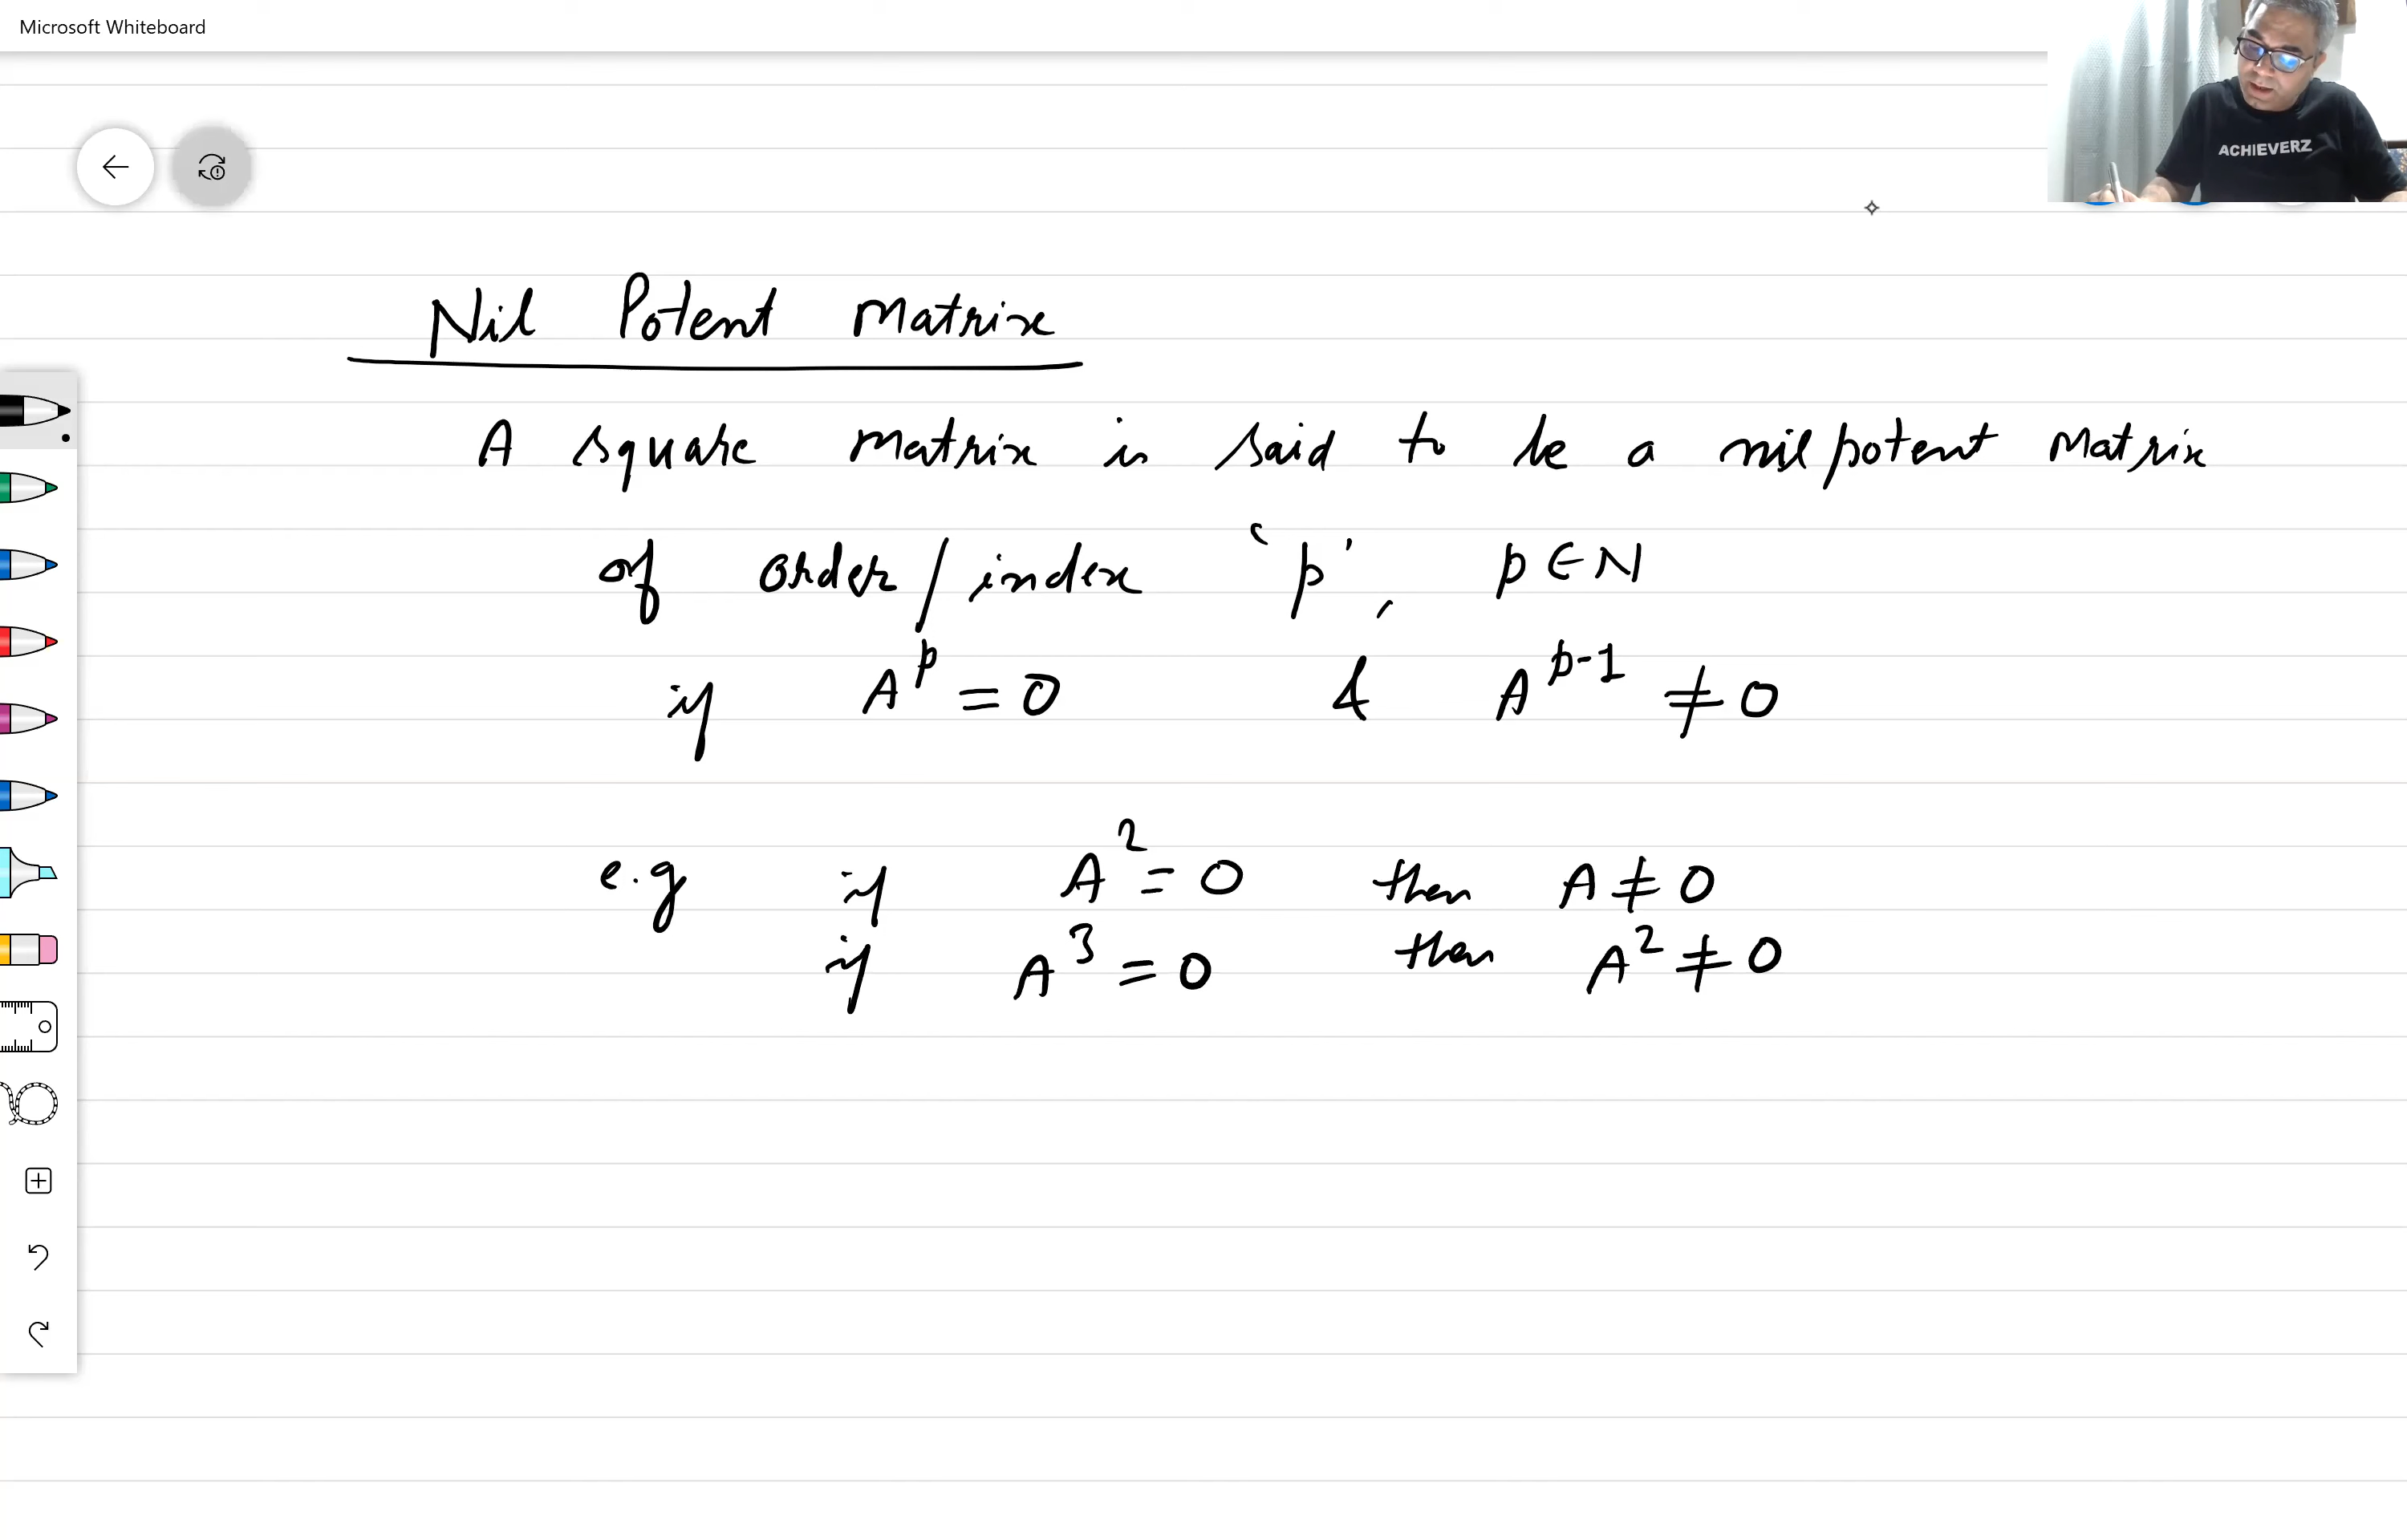 Microsoft Whiteboard
ACHIEVERZ
Nil Potent Matrix
A square matrix is said to be a nilpotent matrix
of order/index 'p', p ∈ N
if A^p = 0 & A^{p-1} ≠ 0
e.g if A^2 = 0 then A ≠ 0
if A^3 = 0 then A^2 ≠ 0